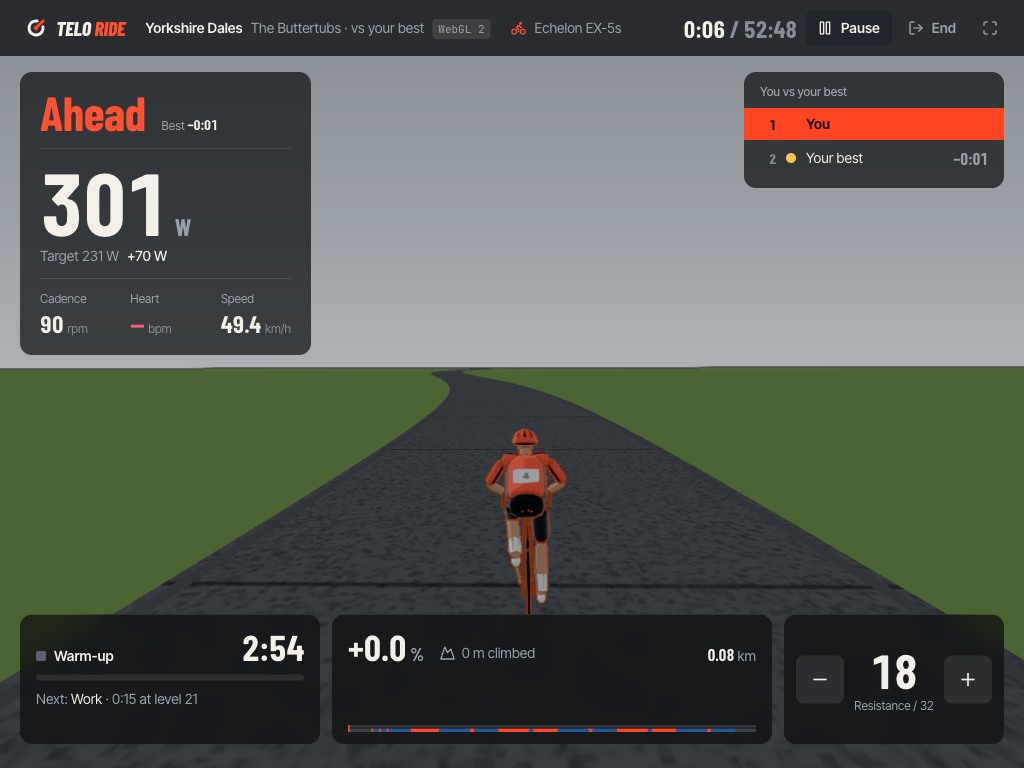 TELO RIDE Yorkshire Dales The Buttertubs · vs your best WebGL 2 Echelon EX-5s 0:06 / 52:48 Pause End
Ahead Best −0:01
301 W
Target 231 W +70 W
Cadence Heart Speed
90 rpm – bpm 49.4 km/h
You vs your best
1 You
2 Your best −0:01
4
Warm-up 2:54
Next: Work · 0:15 at level 21
+0.0 % 0 m climbed 0.08 km
− 18 +
Resistance / 32